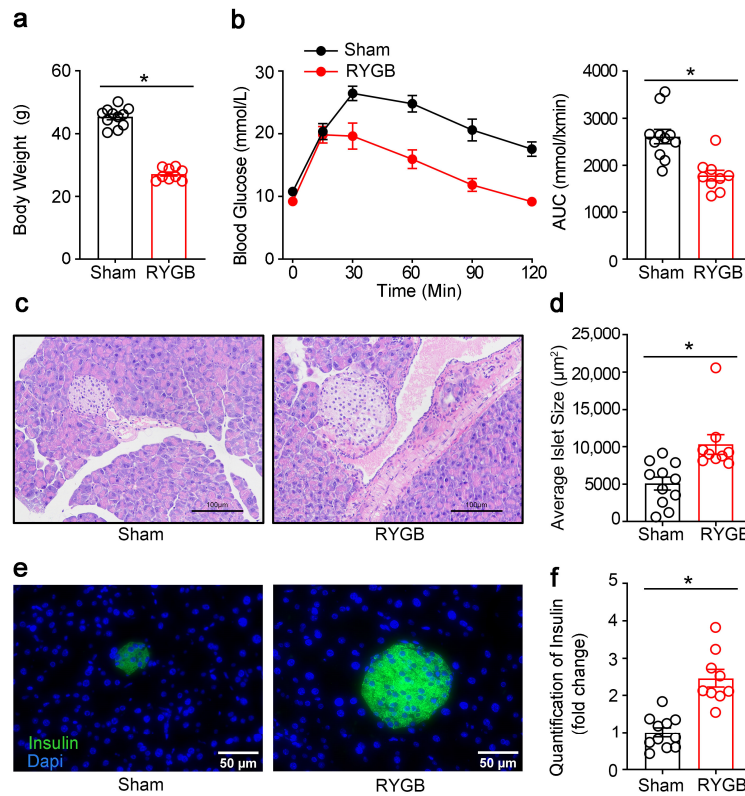 a
Body Weight (g)
60
40
20
0
*
Sham RYGB
b
Sham
RYGB
Blood Glucose (mmol/L)
30
20
10
0
0 30 60 90 120
Time (Min)
AUC (mmol/lxmin)
4000
3000
2000
1000
0
*
Sham RYGB
c
100μm
Sham
100μm
RYGB
d
Average Islet Size (μm²)
25,000
20,000
15,000
10,000
5000
0
*
Sham RYGB
e
Insulin
Dapi
50 μm
Sham
50 μm
RYGB
f
Quantification of Insulin
(fold change)
5
4
3
2
1
0
*
Sham RYGB